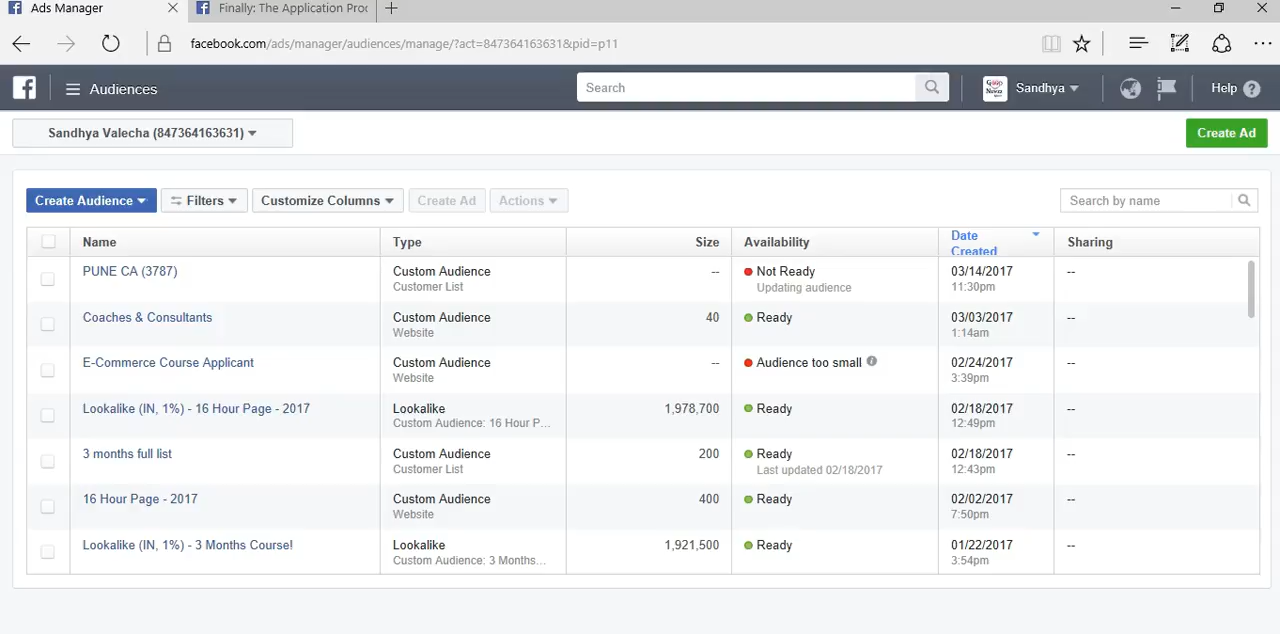 Ads Manager
Finally: The Application Proc
facebook.com/ads/manager/audiences/manage/?act=847364163631&pid=p11
Audiences
Search
Sandhya
Help
Sandhya Valecha (847364163631)
Create Ad
Create Audience
Filters
Customize Columns
Create Ad
Actions
Search by name
Name Type Size Availability Date Created Sharing
PUNE CA (3787) Custom Audience -- Not Ready 03/14/2017 --
Customer List Updating audience 11:30pm
Coaches & Consultants Custom Audience 40 Ready 03/03/2017 --
Website 1:14am
E-Commerce Course Applicant Custom Audience -- Audience too small 02/24/2017 --
Website 3:39pm
Lookalike (IN, 1%) - 16 Hour Page - 2017 Lookalike 1,978,700 Ready 02/18/2017 --
Custom Audience: 16 Hour P... 12:49pm
3 months full list Custom Audience 200 Ready 02/18/2017 --
Customer List Last updated 02/18/2017 12:43pm
16 Hour Page - 2017 Custom Audience 400 Ready 02/02/2017 --
Website 7:50pm
Lookalike (IN, 1%) - 3 Months Course! Lookalike 1,921,500 Ready 01/22/2017 --
Custom Audience: 3 Months... 3:54pm